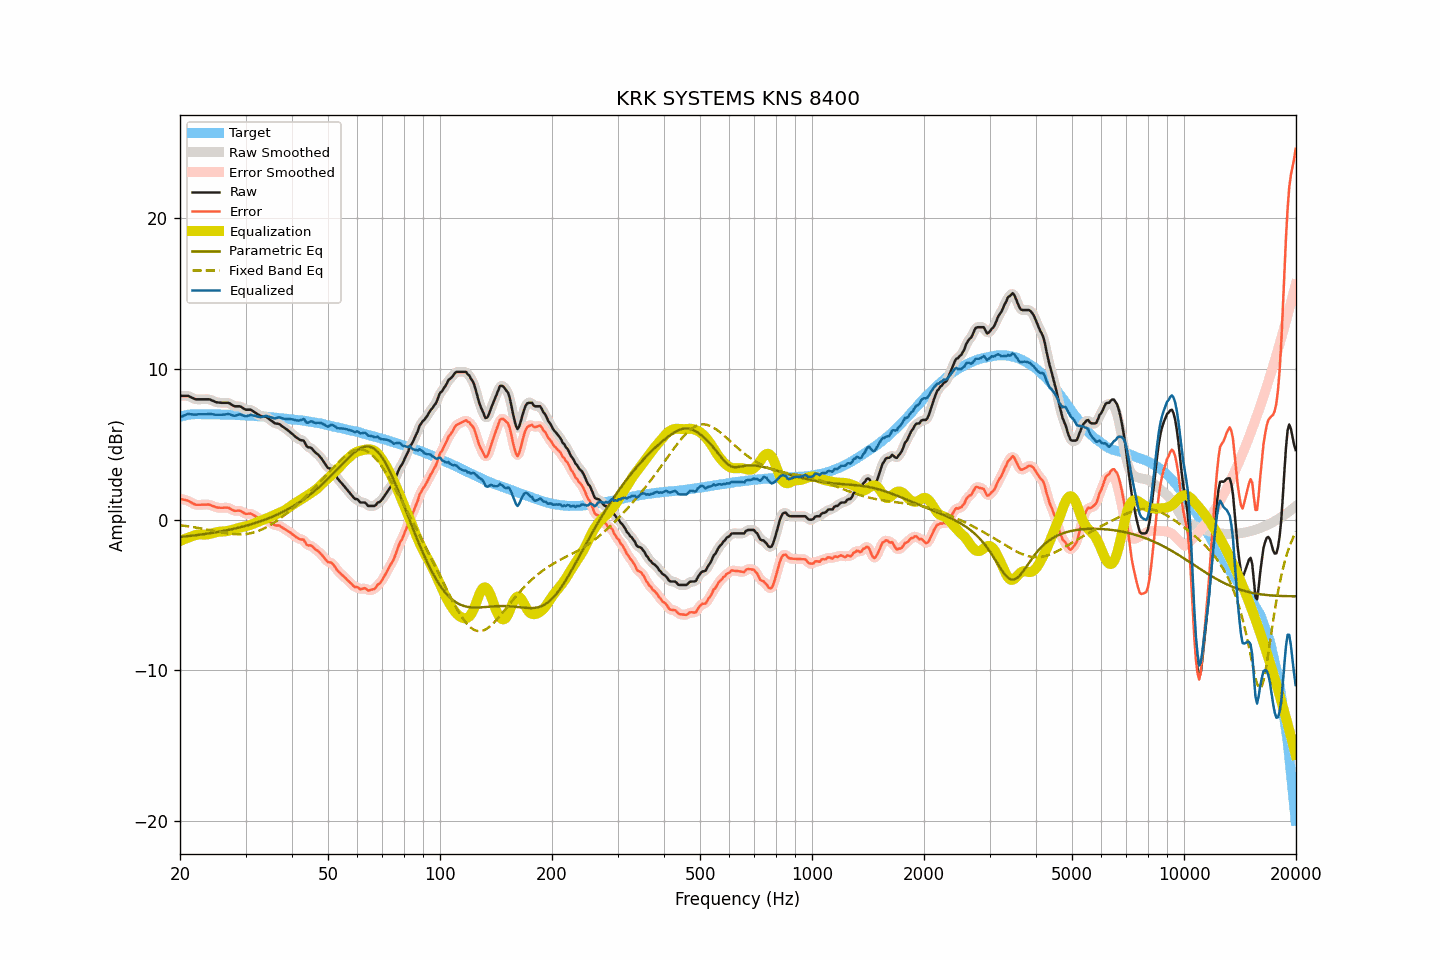 KRK SYSTEMS KNS 8400
Target
Raw Smoothed
Error Smoothed
Raw
Error
Equalization
Parametric Eq
Fixed Band Eq
Equalized
Amplitude (dBr)
20
10
0
−10
−20
20 50 100 200 500 1000 2000 5000 10000 20000
Frequency (Hz)